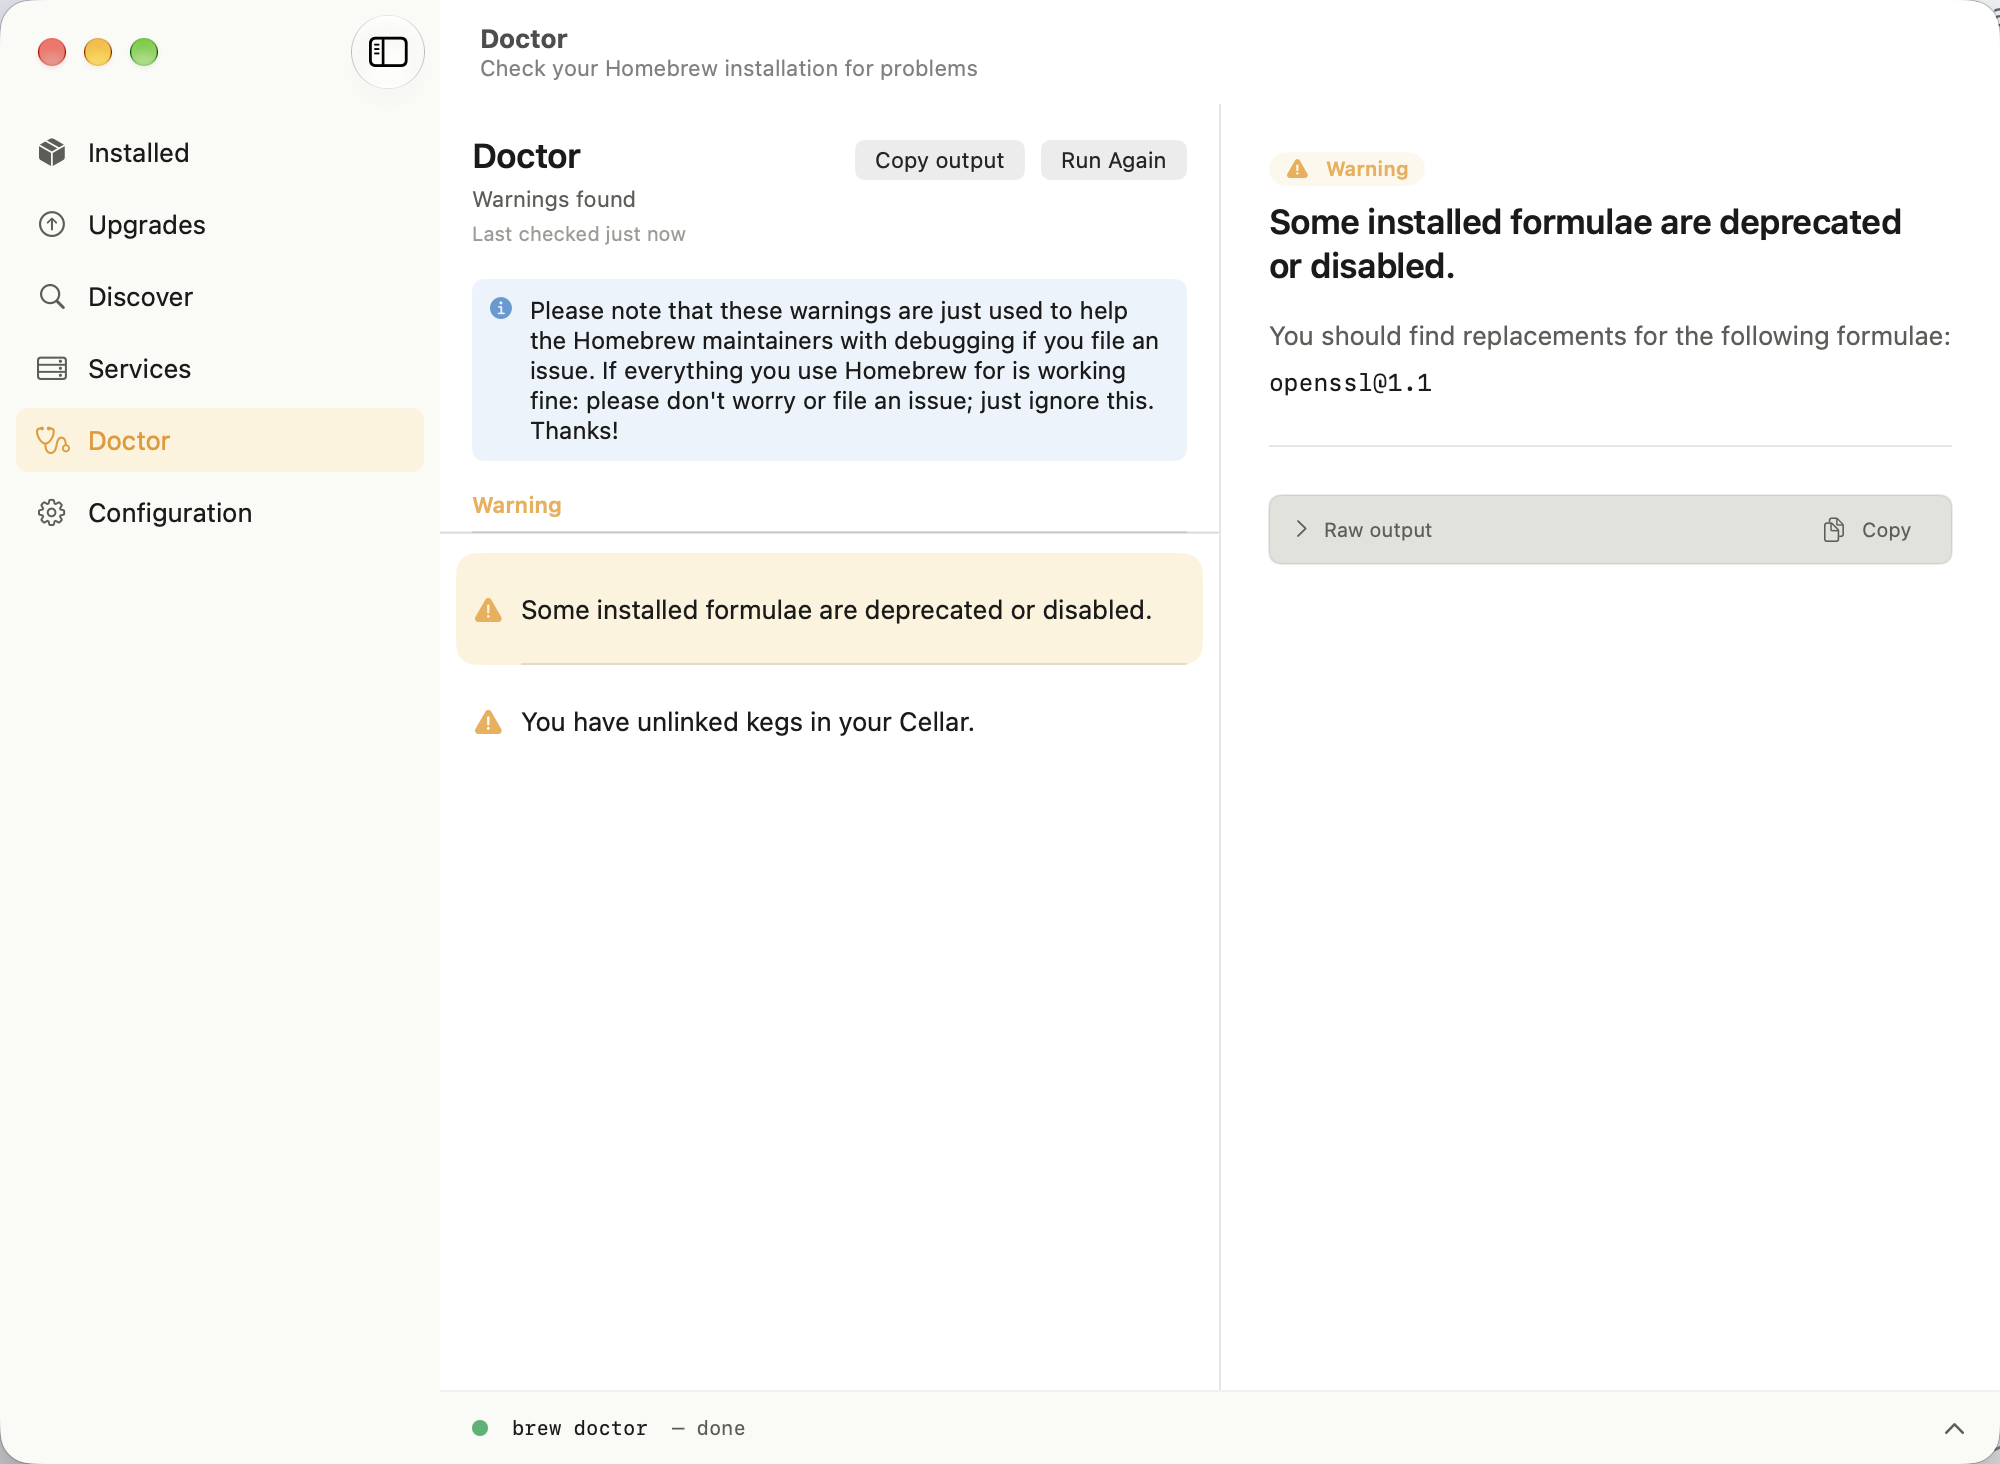 Installed
Upgrades
Discover
Services
Doctor
Configuration
Doctor
Check your Homebrew installation for problems
Doctor
Copy output
Run Again
Warnings found
Last checked just now
Please note that these warnings are just used to help
the Homebrew maintainers with debugging if you file an
issue. If everything you use Homebrew for is working
fine: please don't worry or file an issue; just ignore this.
Thanks!
Warning
Some installed formulae are deprecated or disabled.
You have unlinked kegs in your Cellar.
Warning
Some installed formulae are deprecated
or disabled.
You should find replacements for the following formulae:
openssl@1.1
Raw output
Copy
brew doctor — done